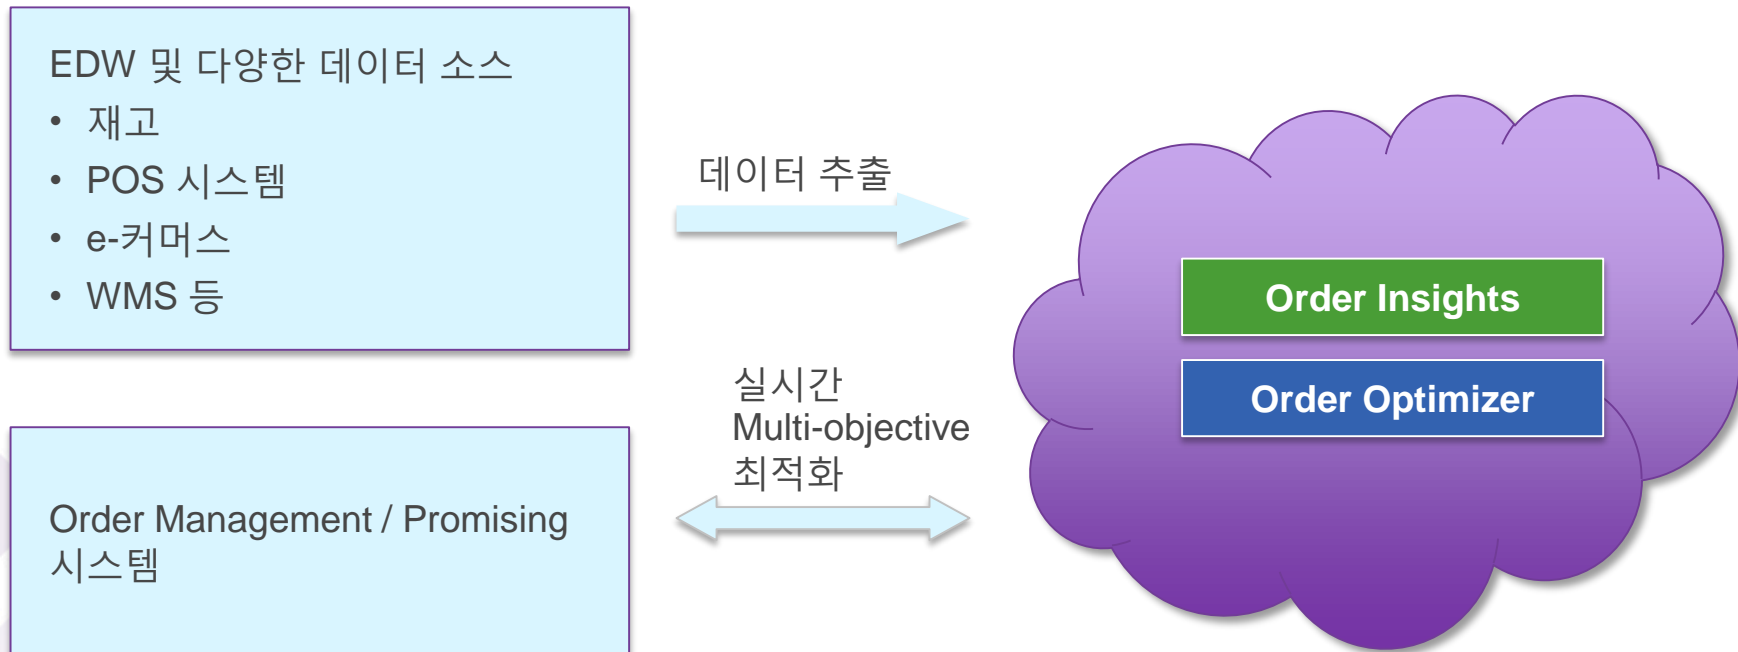 EDW 및 다양한 데이터 소스
• 재고
• POS 시스템
• e-커머스
• WMS 등
데이터 추출
Order Insights
Order Optimizer
실시간
Multi-objective
최적화
Order Management / Promising
시스템